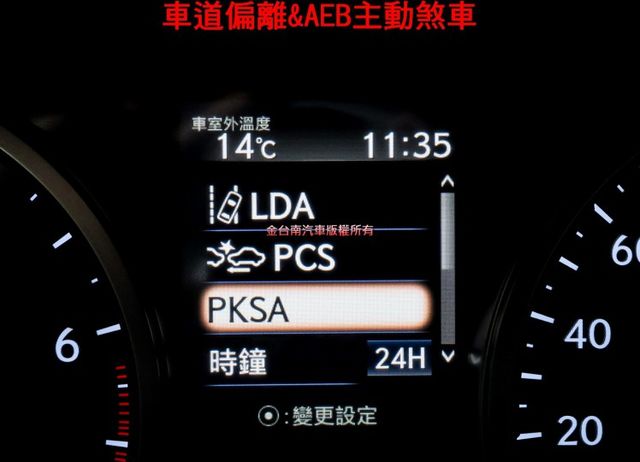 車道偏離&AEB主動煞車
車室外溫度
14℃ 11:35
LDA
金台南汽車版權所有
PCS
PKSA
時鐘 24H
⦿:變更設定
6
60
40
20